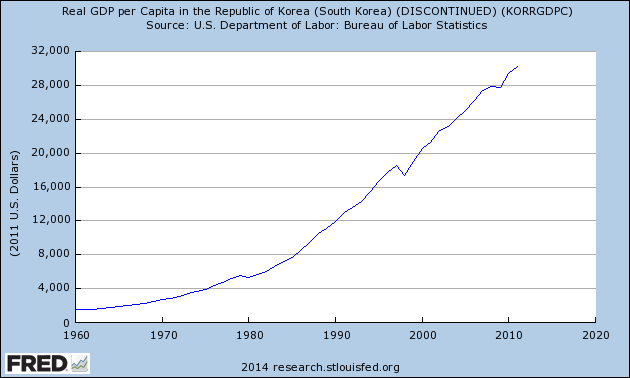 Real GDP per Capita in the Republic of Korea (South Korea) (DISCONTINUED) (KORRGDPC)
Source: U.S. Department of Labor: Bureau of Labor Statistics
(2011 U.S. Dollars)
32,000
28,000
24,000
20,000
16,000
12,000
8,000
4,000
0
1960 1970 1980 1990 2000 2010 2020
FRED
2014 research.stlouisfed.org